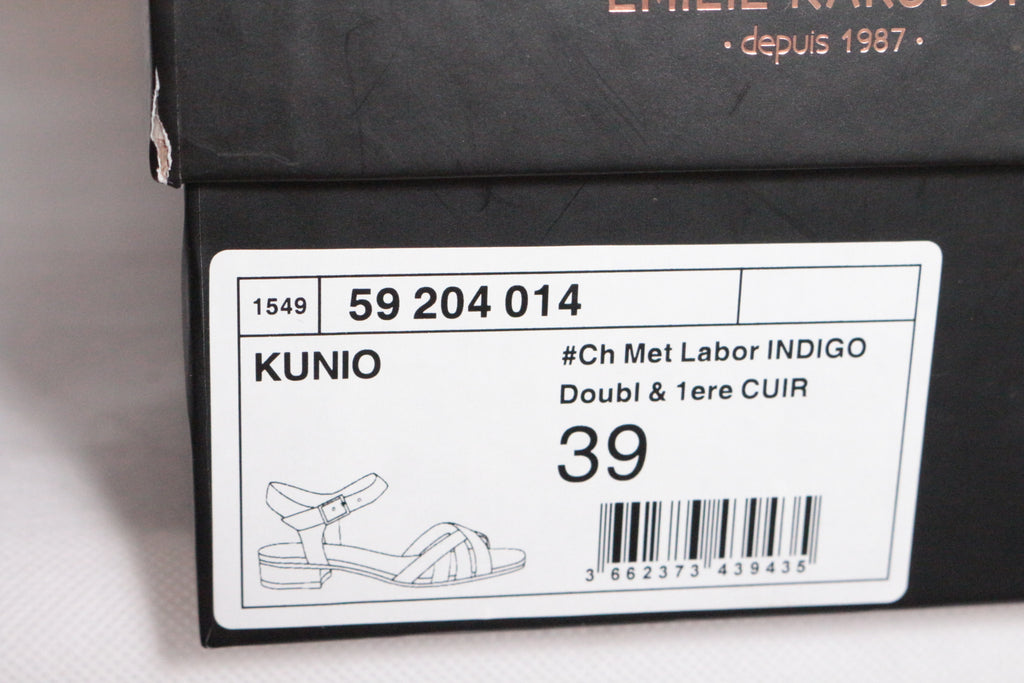 · depuis 1987 ·
1549
59 204 014
KUNIO
#Ch Met Labor INDIGO
Doubl & 1ere CUIR
39
3 662373 439435